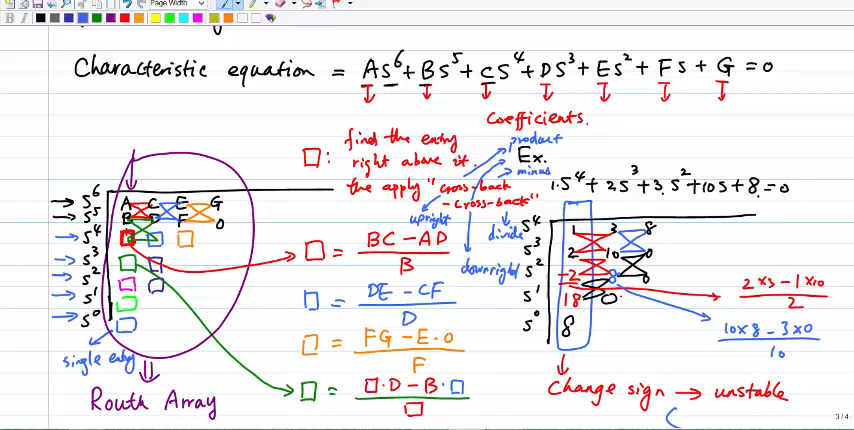 Page Width
B I
Characteristic equation = As⁶ + Bs⁵ + Cs⁴ + Ds³ + Es² + Fs + G = 0
Coefficients.
□: find the entry
right above it.
the apply "cross-back
-cross-back"
product
minus
upright
divide
downright
S⁶ A C E G
S⁵ B D F 0
S⁴
S³
S²
S¹
S⁰
single entry
Routh Array
□ = (BC - AD) / B
□ = (DE - CF) / D
□ = (FG - E·0) / F
□ = (□·D - B·□) / □
Ex.
1·S⁴ + 2S³ + 3·S² + 10S + 8 = 0
S⁴ 1 3 8
S³ 2 10 0
S² -2 8 0
S¹ 18 0
S⁰ 8
(2×3 - 1×10) / 2
(10×8 - 3×0) / 10
Change sign → unstable
3 / 4